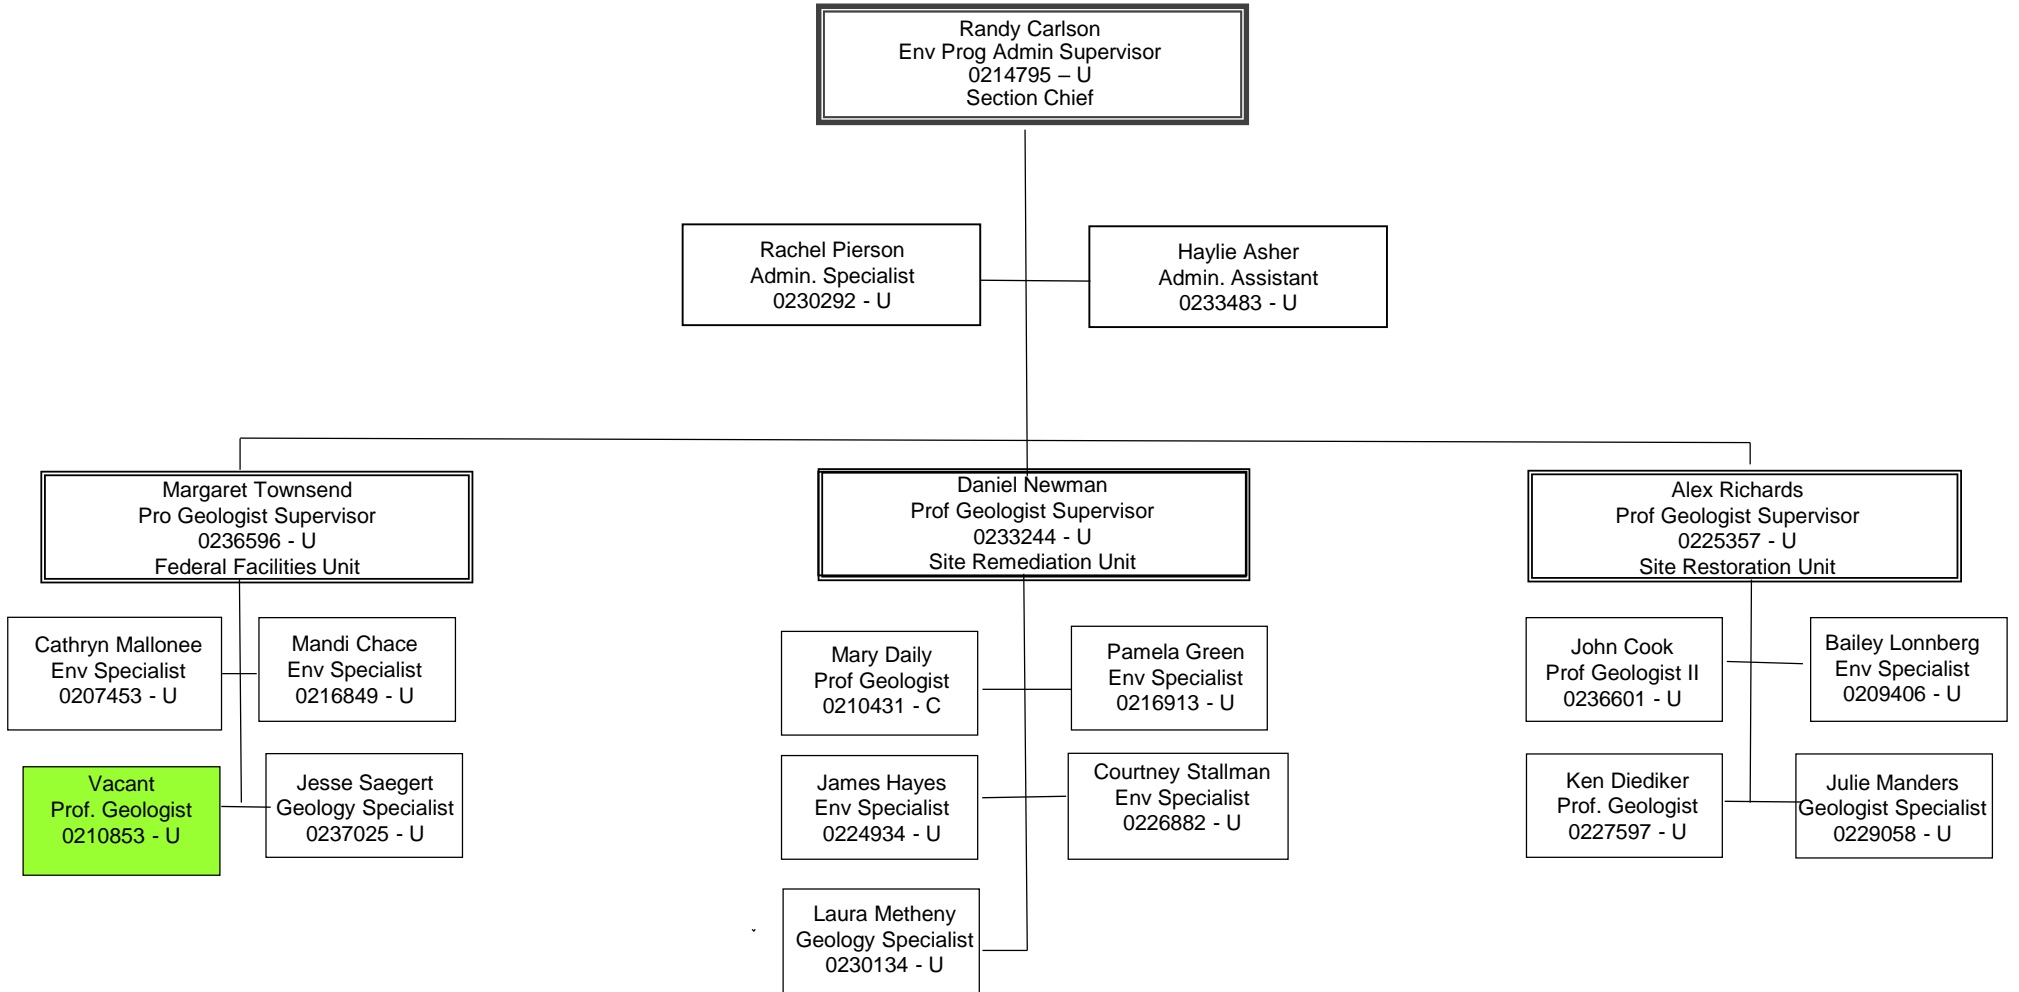 Randy Carlson
Env Prog Admin Supervisor
0214795 – U
Section Chief
Rachel Pierson
Admin. Specialist
0230292 - U
Haylie Asher
Admin. Assistant
0233483 - U
Margaret Townsend
Pro Geologist Supervisor
0236596 - U
Federal Facilities Unit
Daniel Newman
Prof Geologist Supervisor
0233244 - U
Site Remediation Unit
Alex Richards
Prof Geologist Supervisor
0225357 - U
Site Restoration Unit
Cathryn Mallonee
Env Specialist
0207453 - U
Mandi Chace
Env Specialist
0216849 - U
Vacant
Prof. Geologist
0210853 - U
Jesse Saegert
Geology Specialist
0237025 - U
Mary Daily
Prof Geologist
0210431 - C
Pamela Green
Env Specialist
0216913 - U
James Hayes
Env Specialist
0224934 - U
Courtney Stallman
Env Specialist
0226882 - U
Laura Metheny
Geology Specialist
0230134 - U
John Cook
Prof Geologist II
0236601 - U
Bailey Lonnberg
Env Specialist
0209406 - U
Ken Diediker
Prof. Geologist
0227597 - U
Julie Manders
Geologist Specialist
0229058 - U